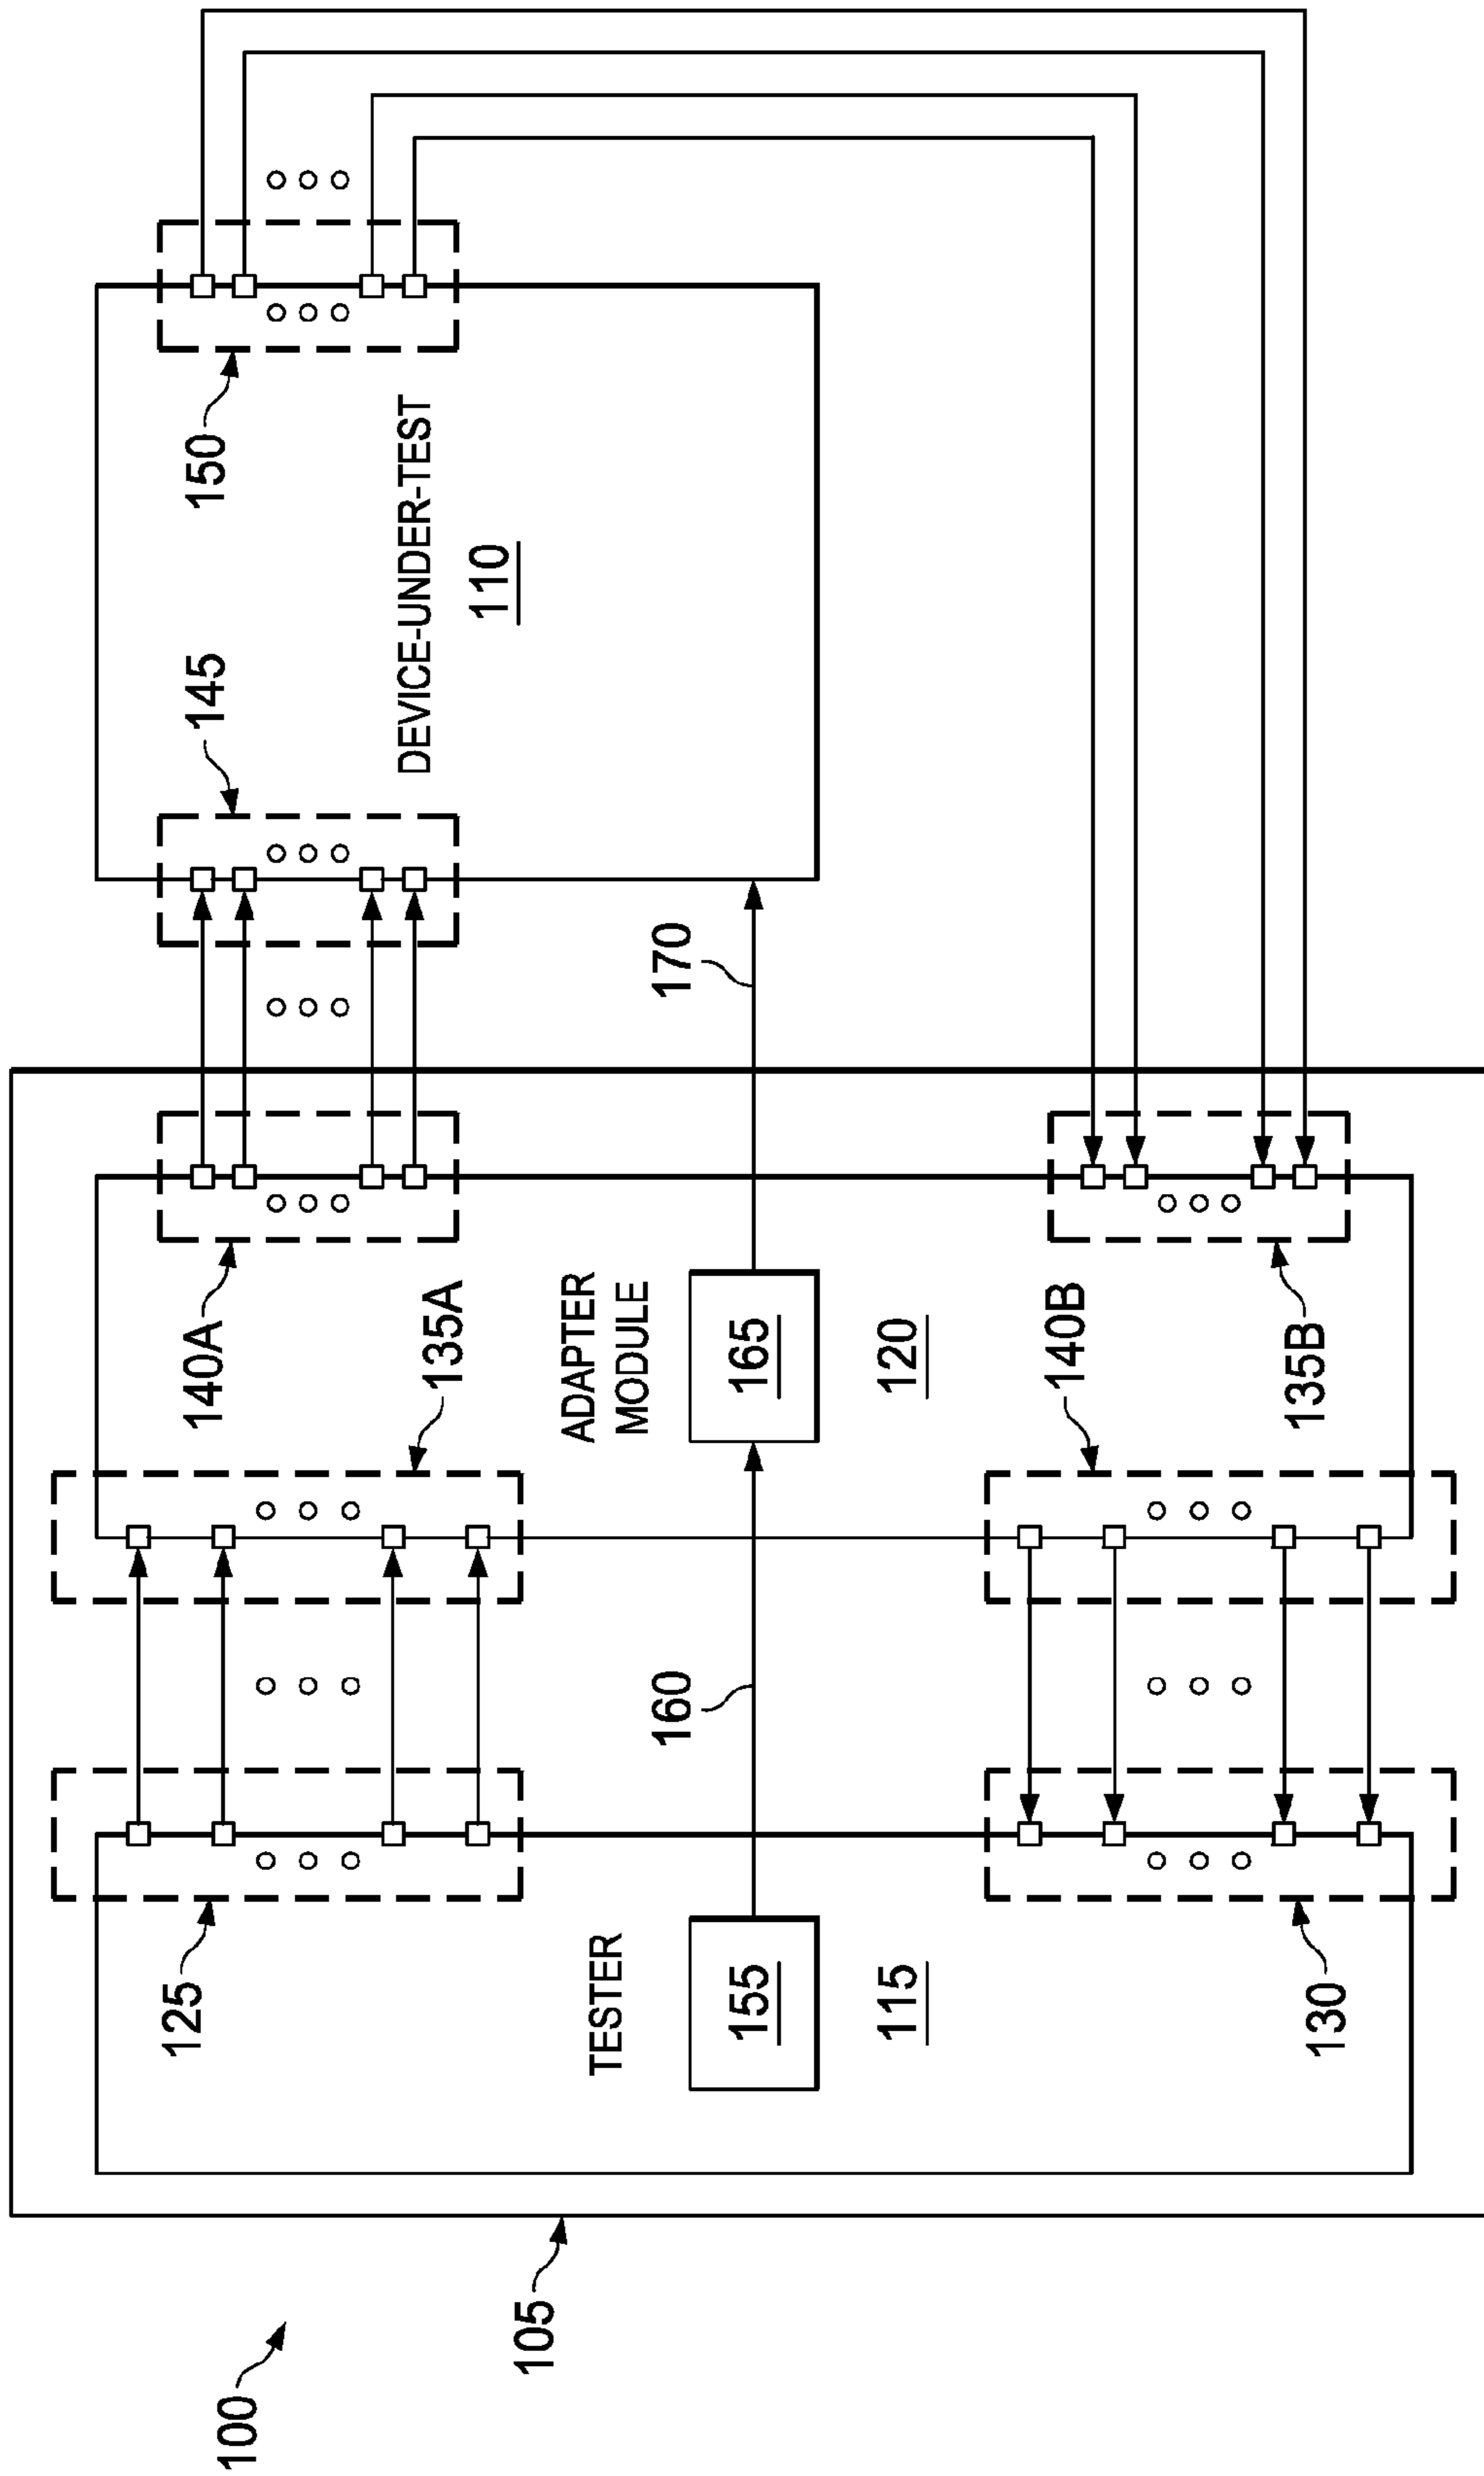 100
105
125
140A
135A
145
150
TESTER
155
115
160
ADAPTER
MODULE
165
120
170
DEVICE-UNDER-TEST
110
130
140B
135B